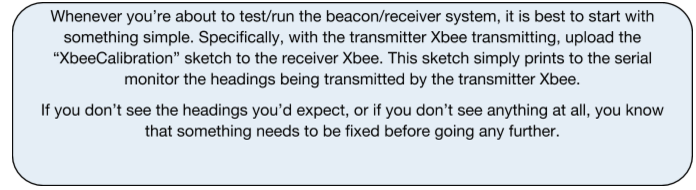 Whenever you’re about to test/run the beacon/receiver system, it is best to start with
something simple. Specifically, with the transmitter Xbee transmitting, upload the
“XbeeCalibration” sketch to the receiver Xbee. This sketch simply prints to the serial
monitor the headings being transmitted by the transmitter Xbee.
If you don’t see the headings you’d expect, or if you don’t see anything at all, you know
that something needs to be fixed before going any further.